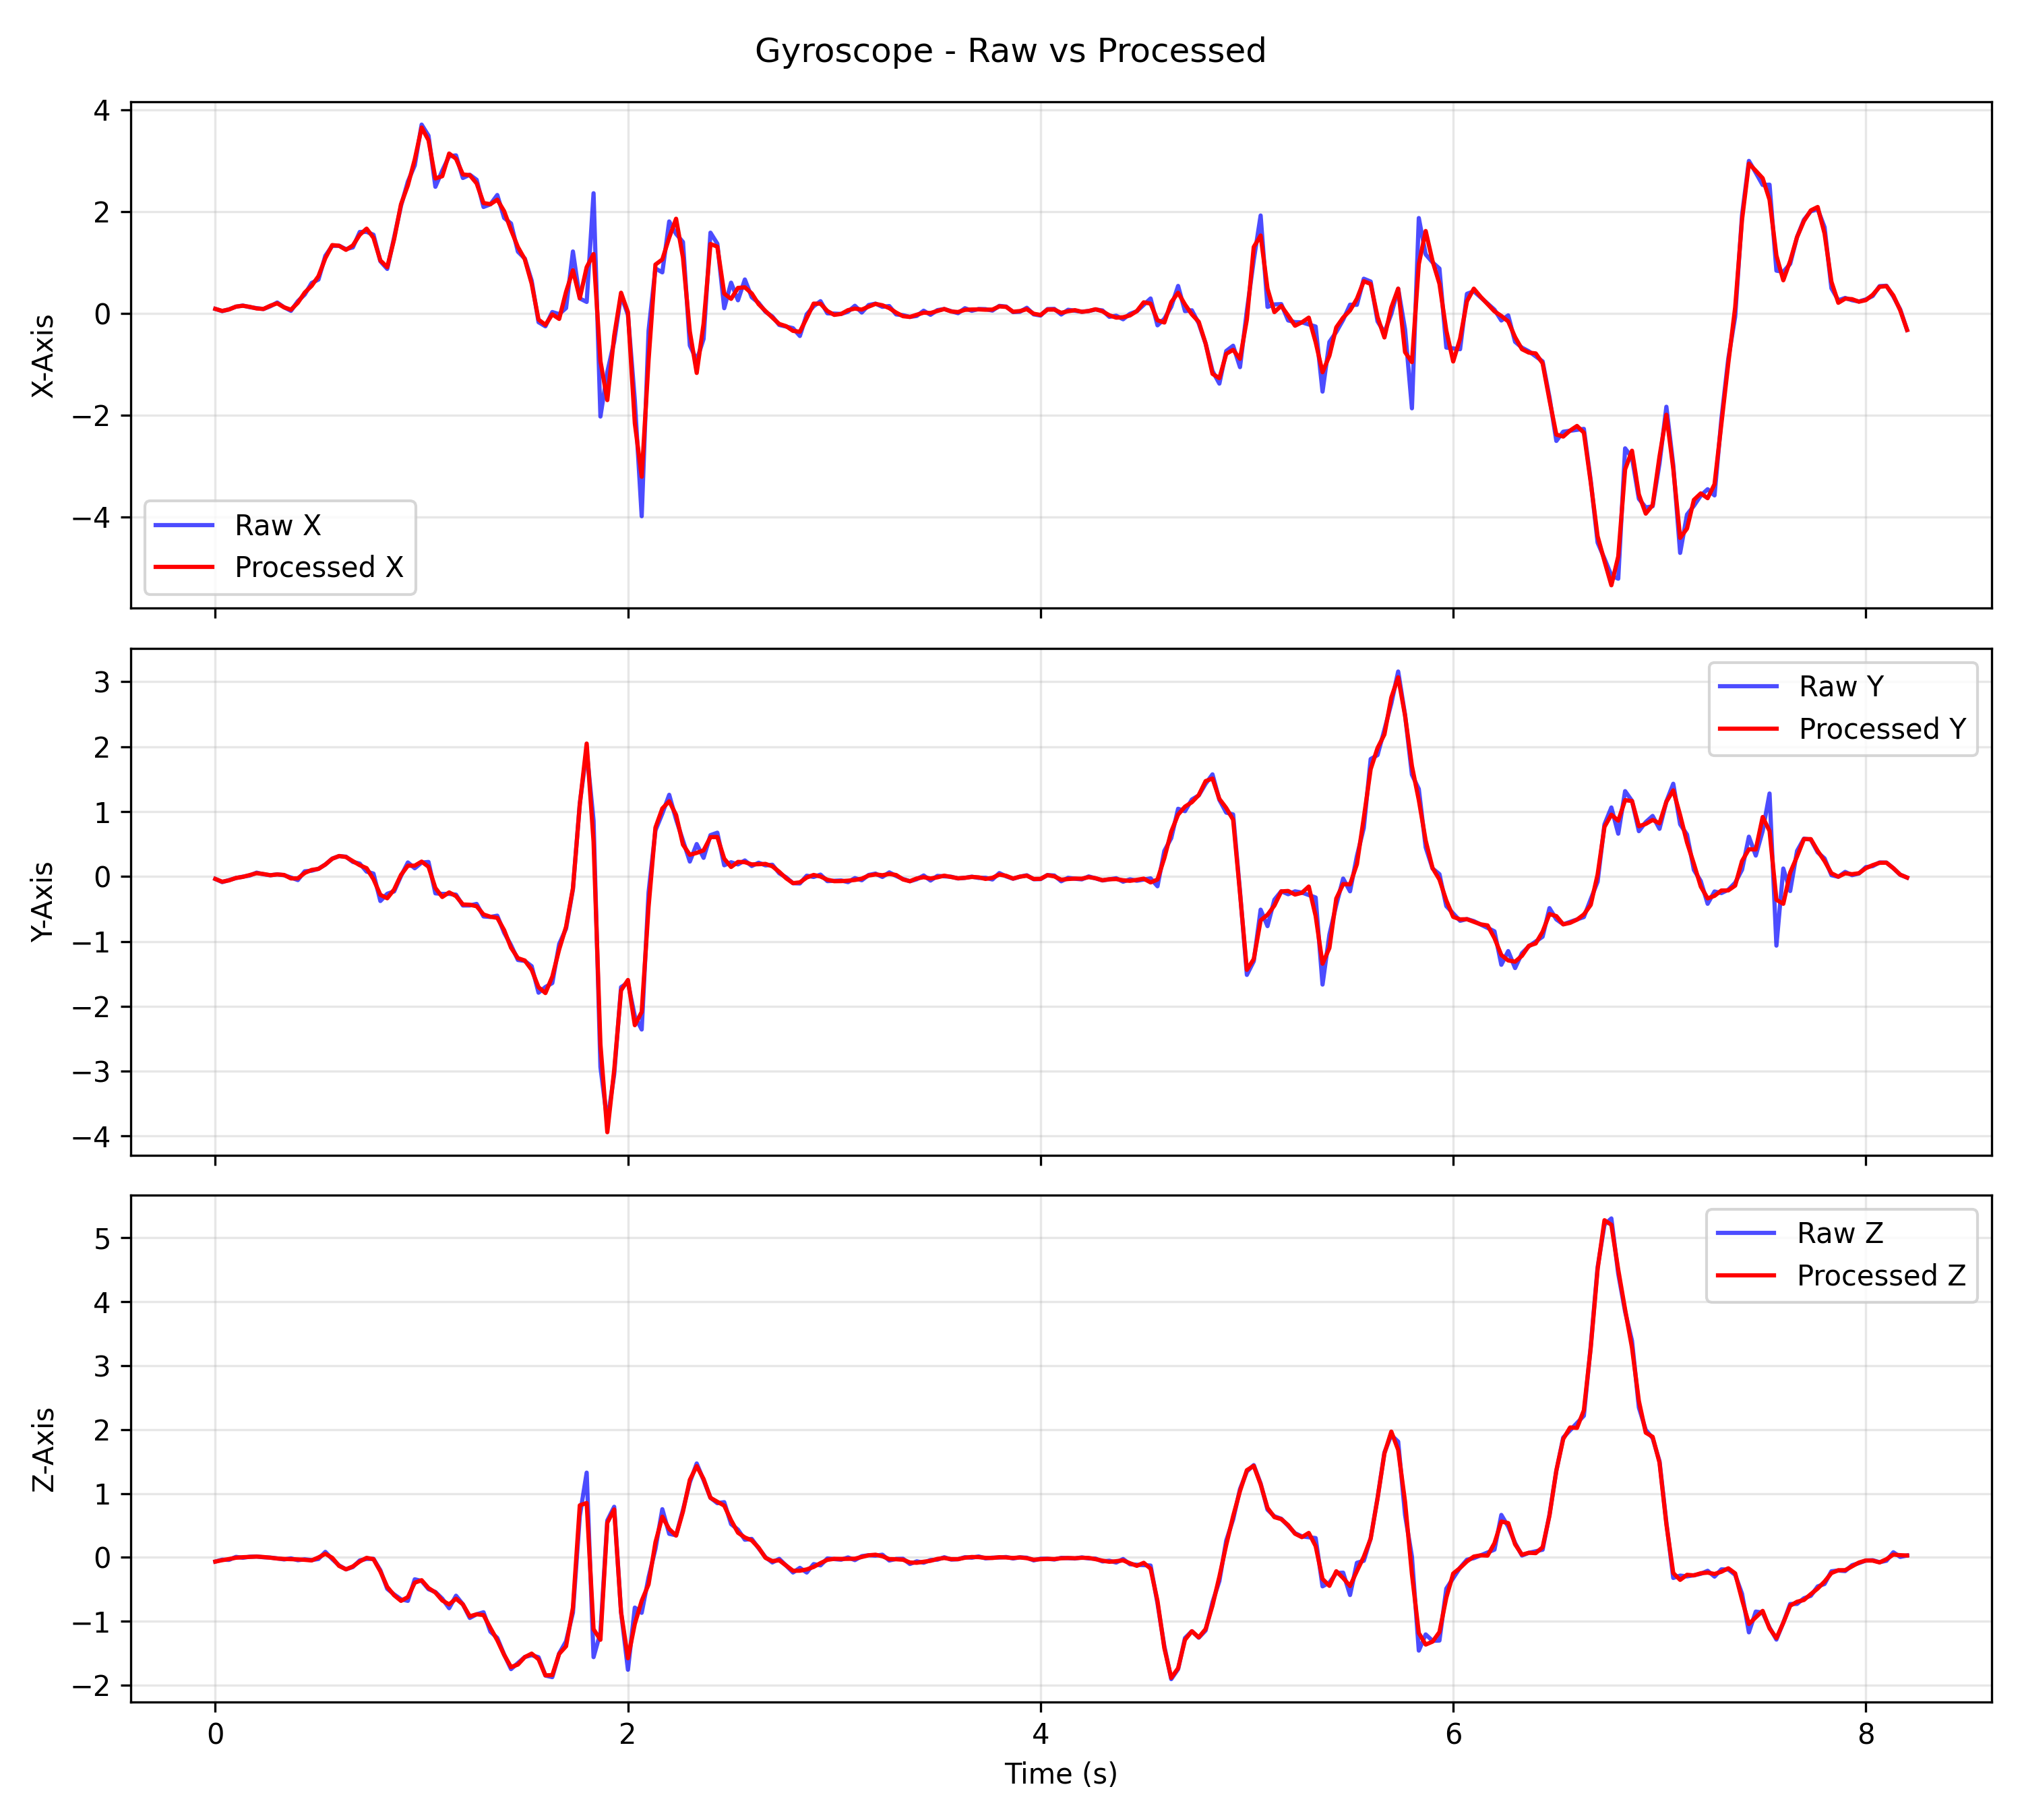 Gyroscope - Raw vs Processed
4
2
0
−2
−4
X-Axis
Raw X
Processed X
3
2
1
0
−1
−2
−3
−4
Y-Axis
Raw Y
Processed Y
5
4
3
2
1
0
−1
−2
Z-Axis
Raw Z
Processed Z
0 2 4 6 8
Time (s)